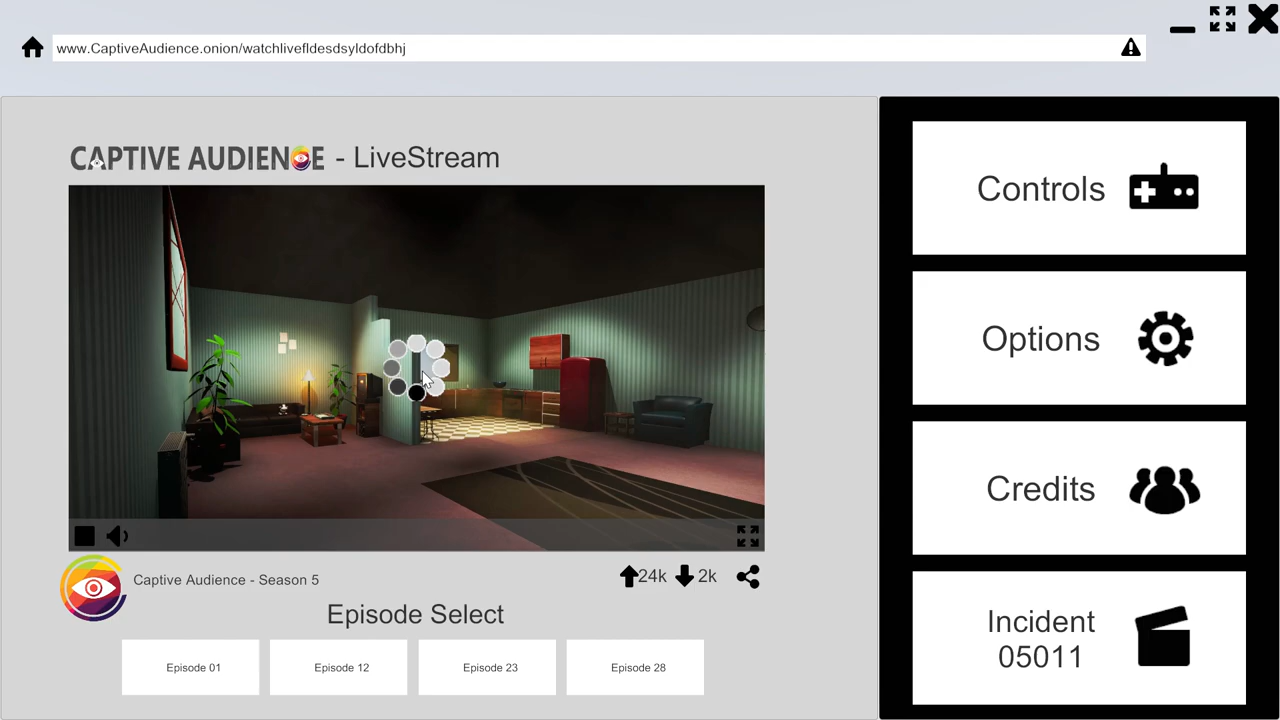 www.CaptiveAudience.onion/watchlivefldesdsyldofdbhj
CAPTIVE AUDIENCE - LiveStream
Captive Audience - Season 5
24k 2k
Episode Select
Episode 01
Episode 12
Episode 23
Episode 28
Controls
Options
Credits
Incident
05011